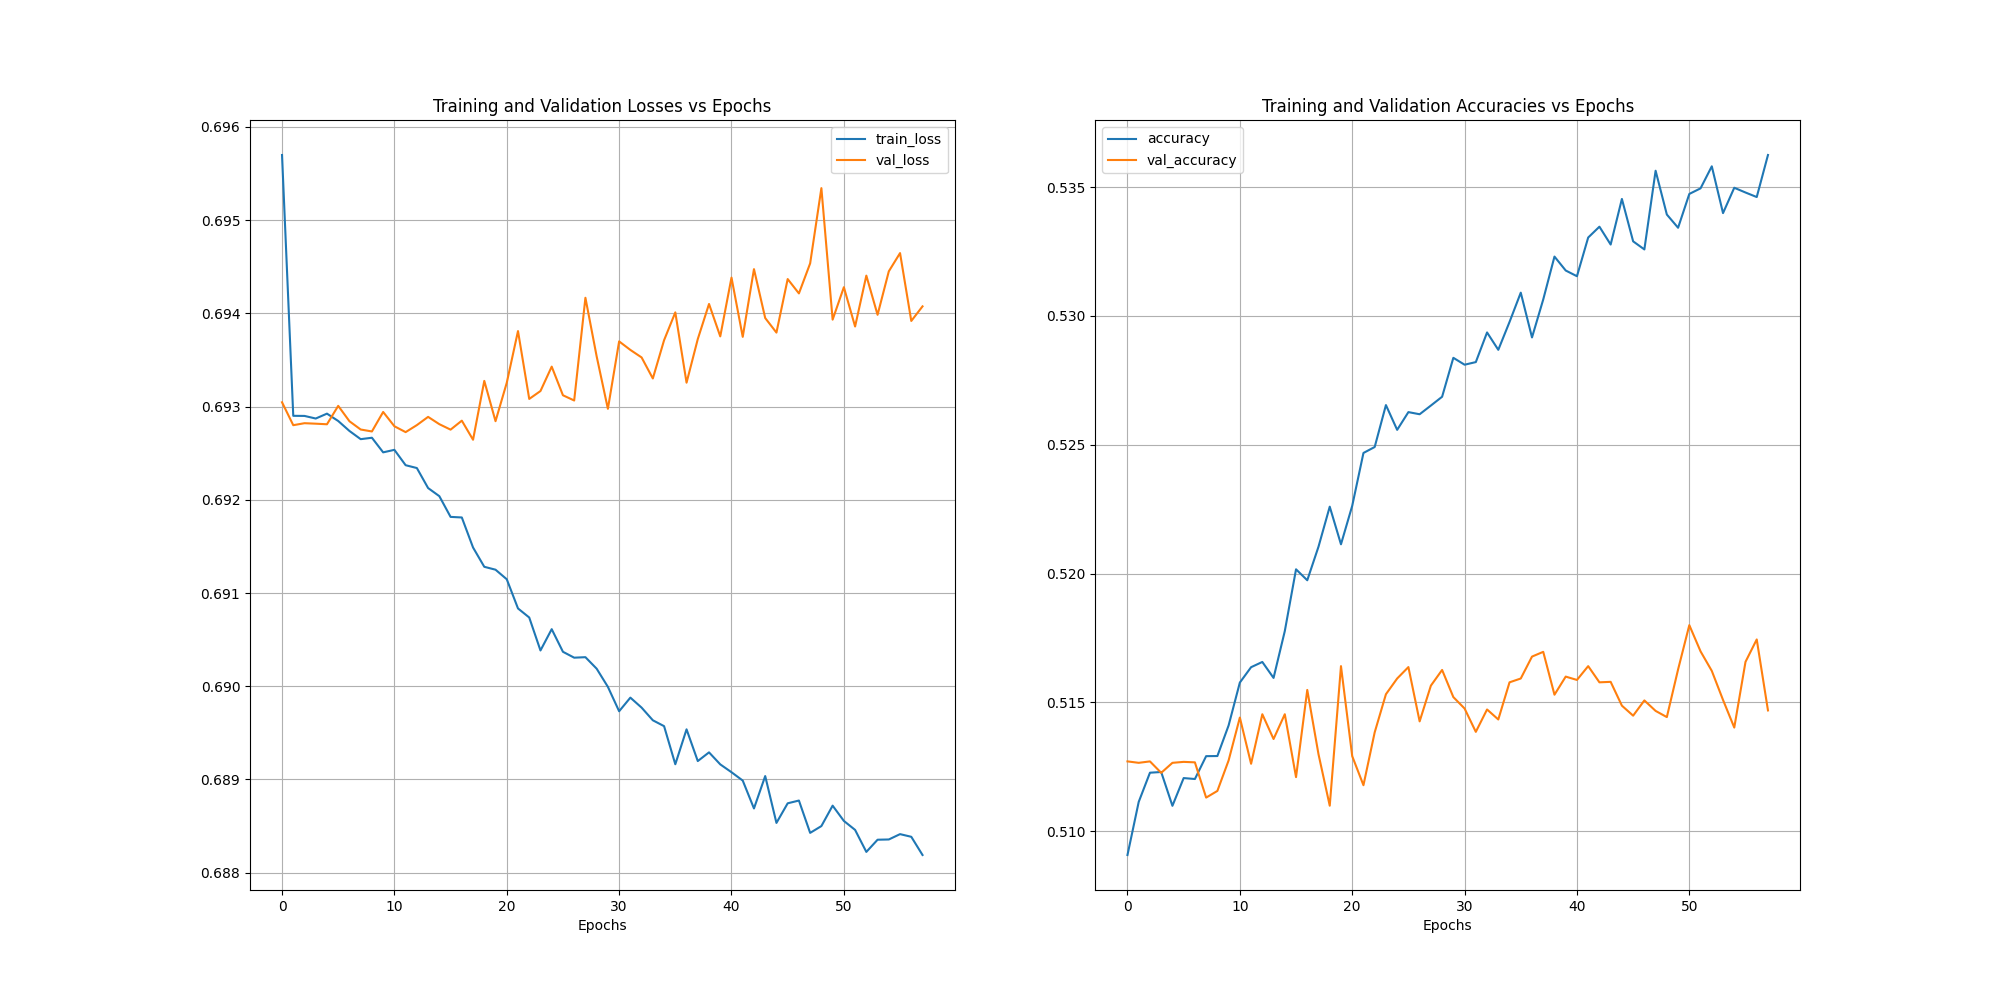 Training and Validation Losses vs Epochs
train_loss
val_loss
0.696
0.695
0.694
0.693
0.692
0.691
0.690
0.689
0.688
0 10 20 30 40 50
Epochs
Training and Validation Accuracies vs Epochs
accuracy
val_accuracy
0.535
0.530
0.525
0.520
0.515
0.510
0 10 20 30 40 50
Epochs